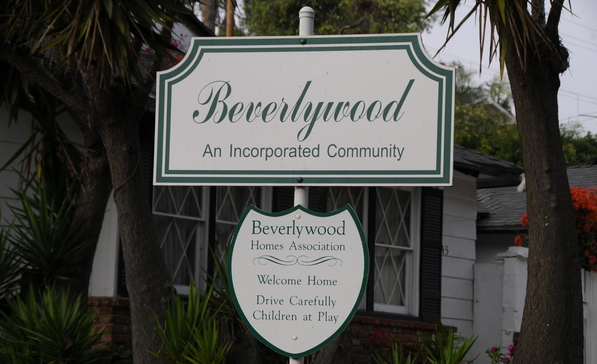 Beverlywood
An Incorporated Community
Beverlywood
Homes Association
Welcome Home
Drive Carefully
Children at Play